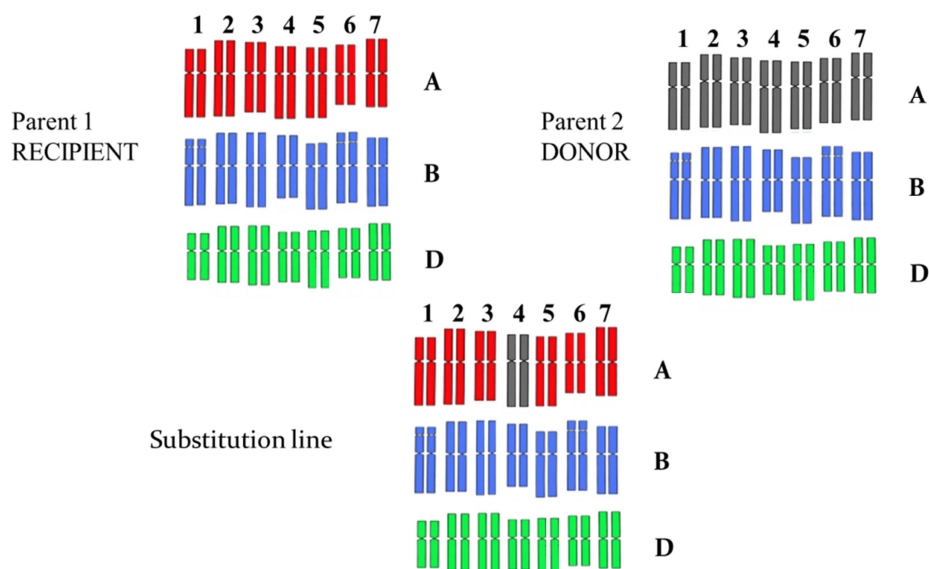 1 2 3 4 5 6 7
A
Parent 1
RECIPIENT
B
D
1 2 3 4 5 6 7
A
Parent 2
DONOR
B
D
1 2 3 4 5 6 7
A
Substitution line
B
D